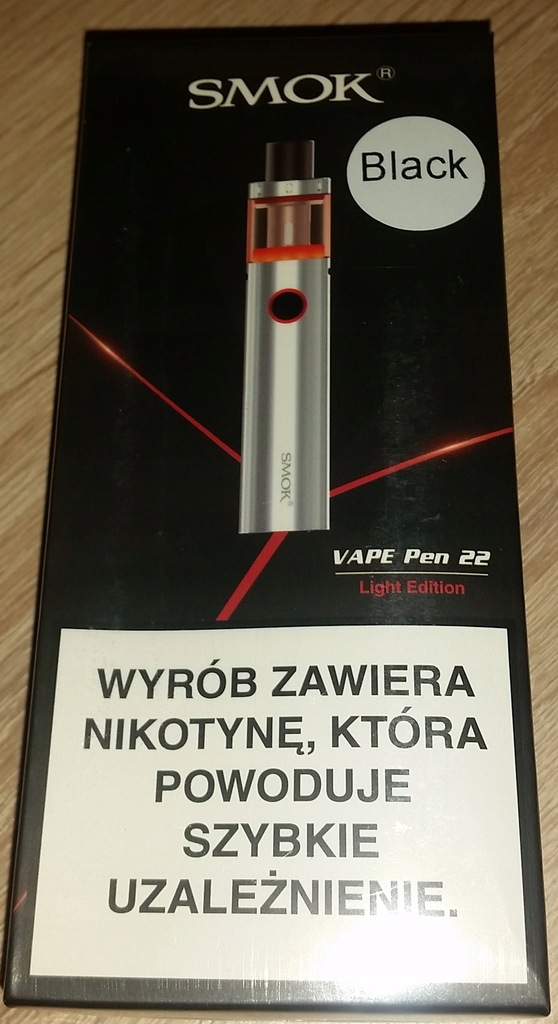 SMOK®
Black
SMOK®
VAPE Pen 22
Light Edition
WYRÓB ZAWIERA
NIKOTYNĘ, KTÓRA
POWODUJE
SZYBKIE
UZALEŻNIENIE.